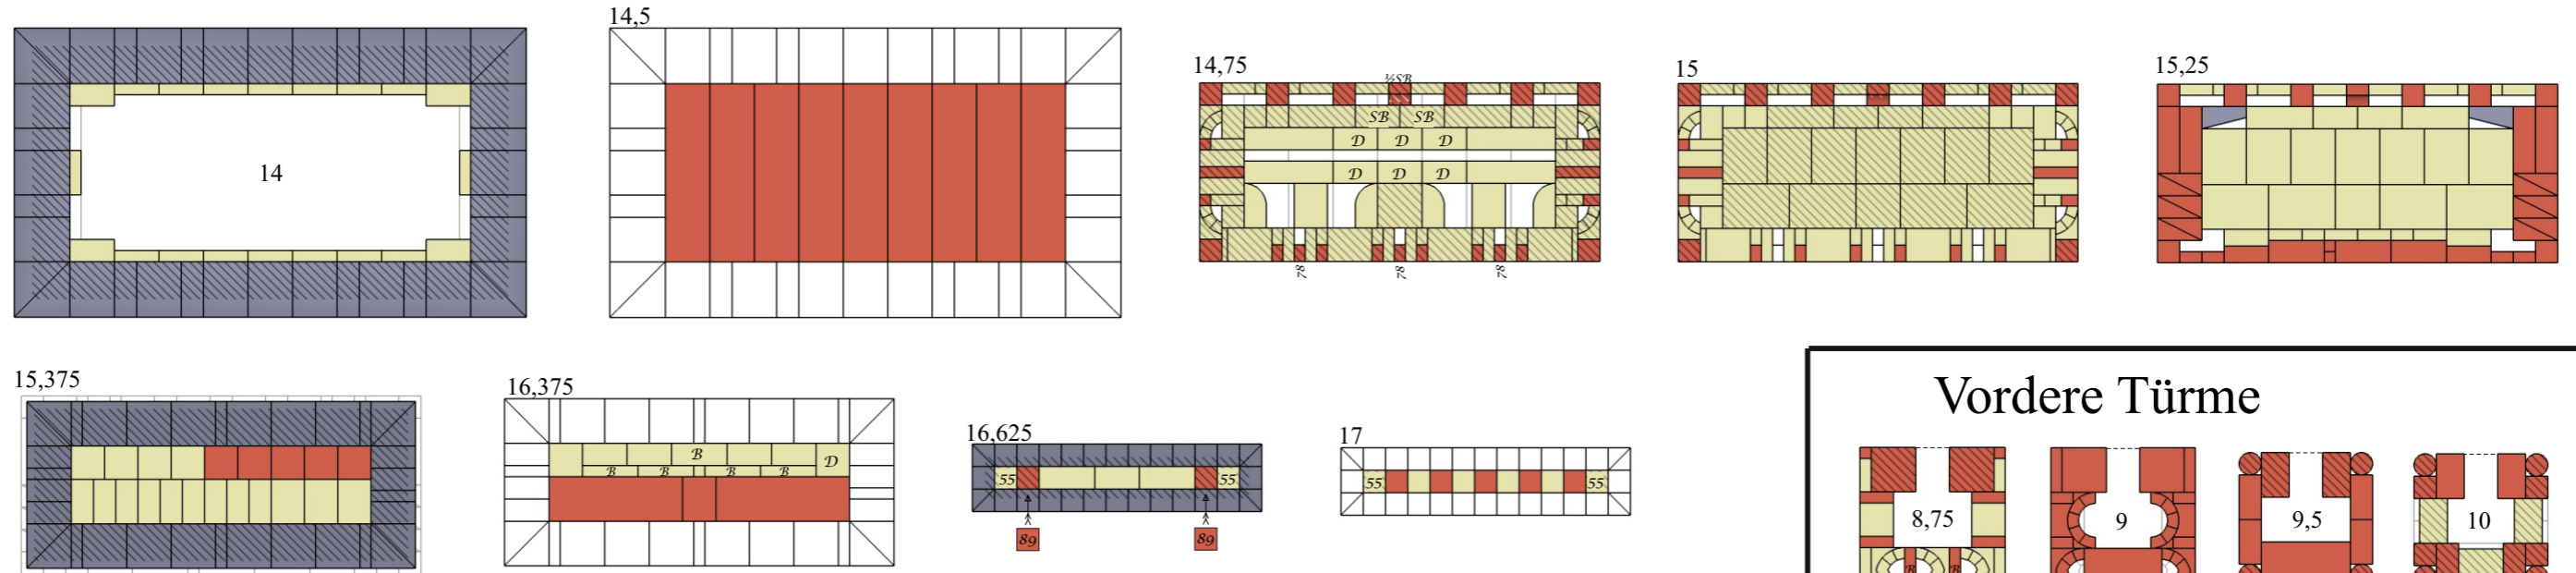 14
14,5
14,75
½SB
SB SB
D D D
D D D
78 78 78
15
15,25
15,375
16,375
B
B B B B D
16,625
55 55
89 89
17
55 55
Vordere Türme
8,75 9 9,5 10
B B